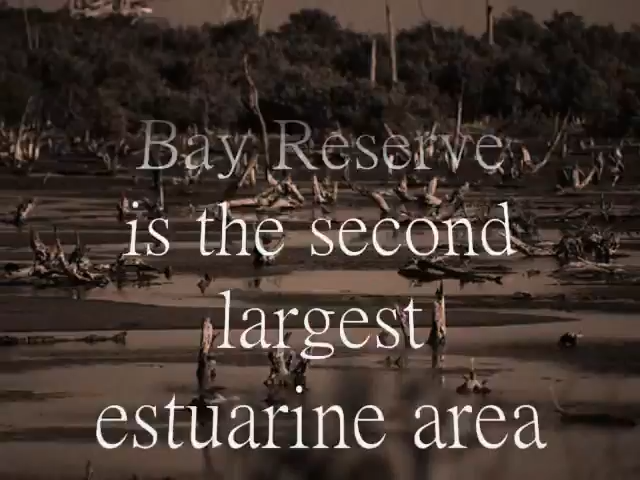 Bay Reserve
is the second
largest
estuarine area